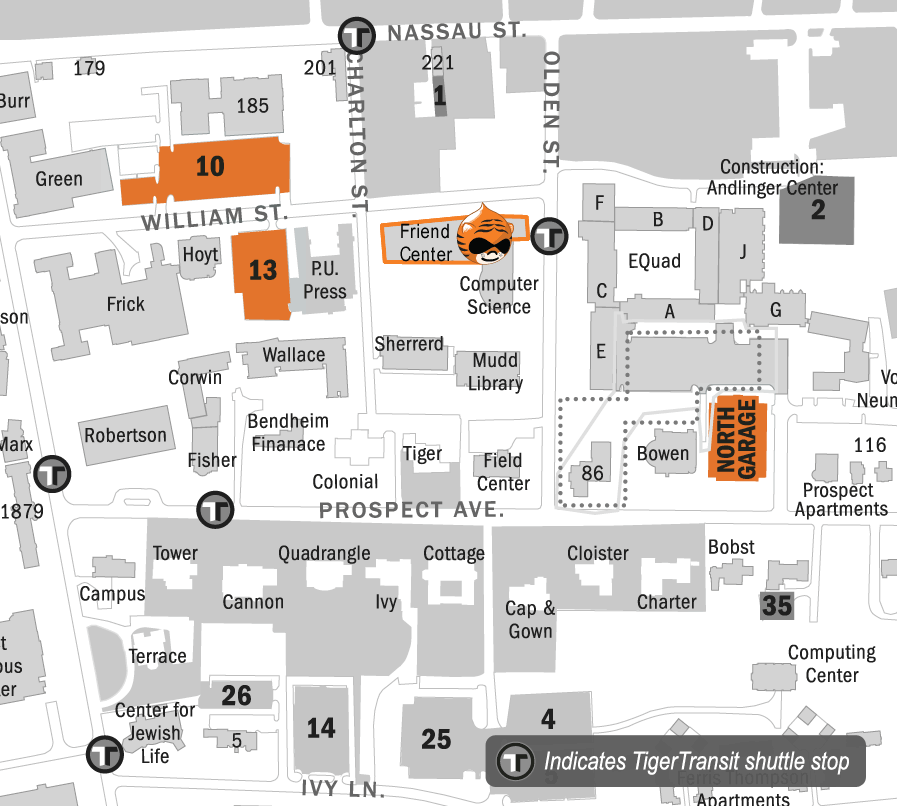 NASSAU ST.
179
201
221
CHARLTON ST.
OLDEN ST.
Burr
185
1
10
Green
Construction:
Andlinger Center
2
WILLIAM ST.
F
B
D
J
Friend
Center
EQuad
Hoyt
13
P.U.
Press
Computer
Science
C
A
G
Frick
son
Sherrerd
E
Wallace
Mudd
Library
Corwin
Vo
Neun
NORTH
GARAGE
Bendheim
Finanace
Robertson
Marx
Fisher
Tiger
Field
Center
Colonial
Bowen
86
116
Prospect
Apartments
1879
PROSPECT AVE.
Tower
Quadrangle
Cottage
Cloister
Bobst
Campus
Cannon
Ivy
Cap &
Gown
Charter
35
t
ous
er
Terrace
Computing
Center
26
Center for
Jewish
Life
5
14
25
4
T Indicates TigerTransit shuttle stop
5
Ferris Thompson
Apartments
IVY LN.